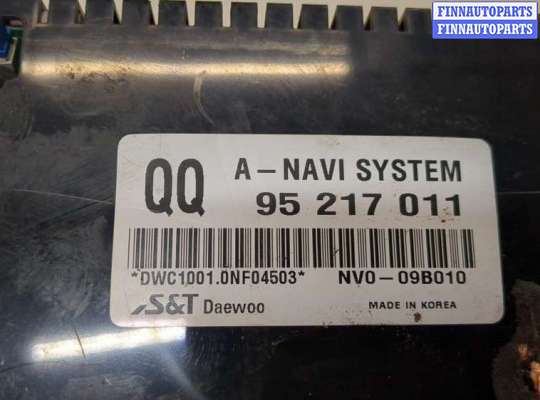 FINNAUTOPARTS
FINNAUTOPARTS
QQ
A-NAVI SYSTEM
95 217 011
*DWC1001.0NF04503*
NV0-09B010
S&T Daewoo
MADE IN KOREA